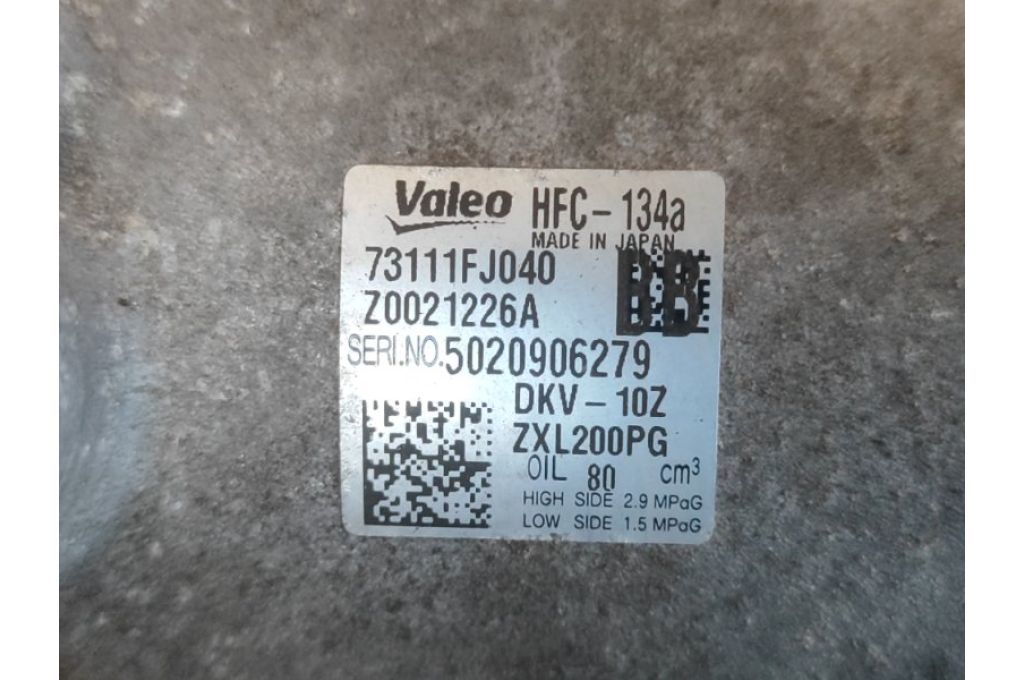 Valeo HFC-134a
MADE IN JAPAN
73111FJ040
Z0021226A
BB
SERI.NO. 5020906279
DKV-10Z
ZXL200PG
OIL 80 cm³
HIGH SIDE 2.9 MPaG
LOW SIDE 1.5 MPaG